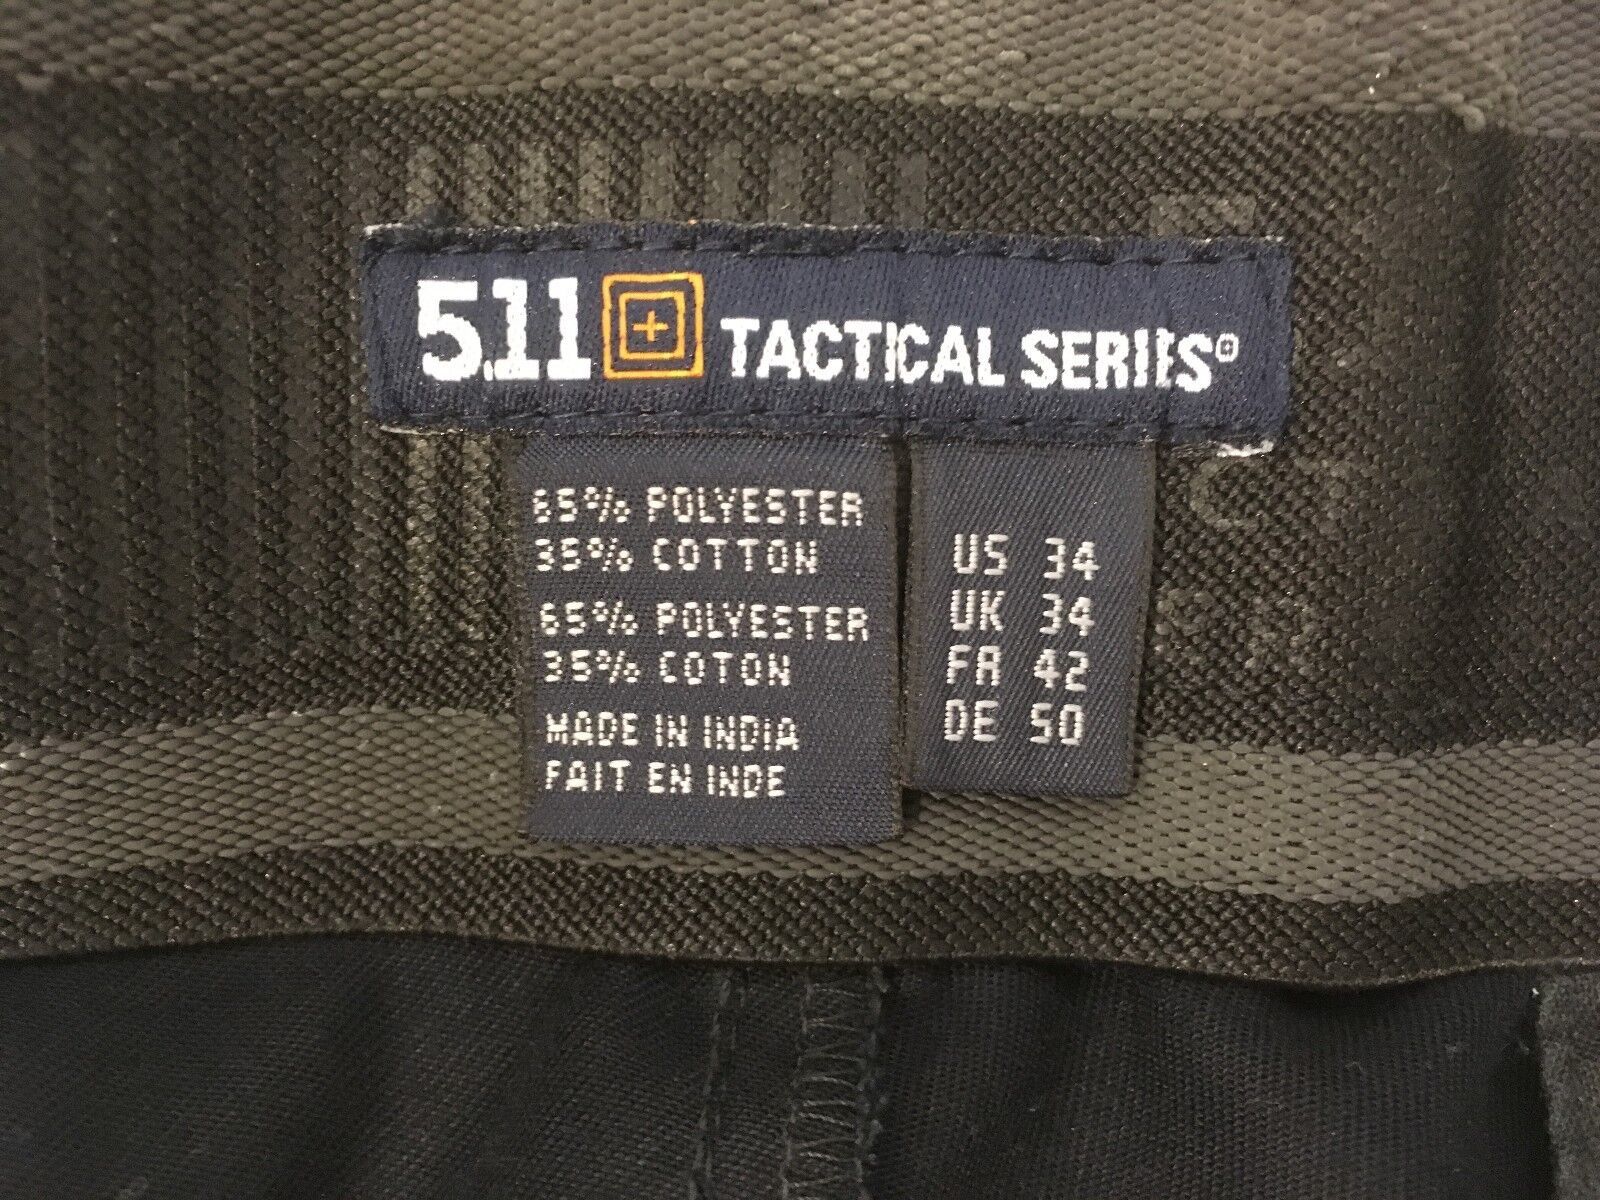 5.11 TACTICAL SERIES®
65% POLYESTER
35% COTTON
65% POLYESTER
35% COTON
MADE IN INDIA
FAIT EN INDE
US 34
UK 34
FR 42
DE 50